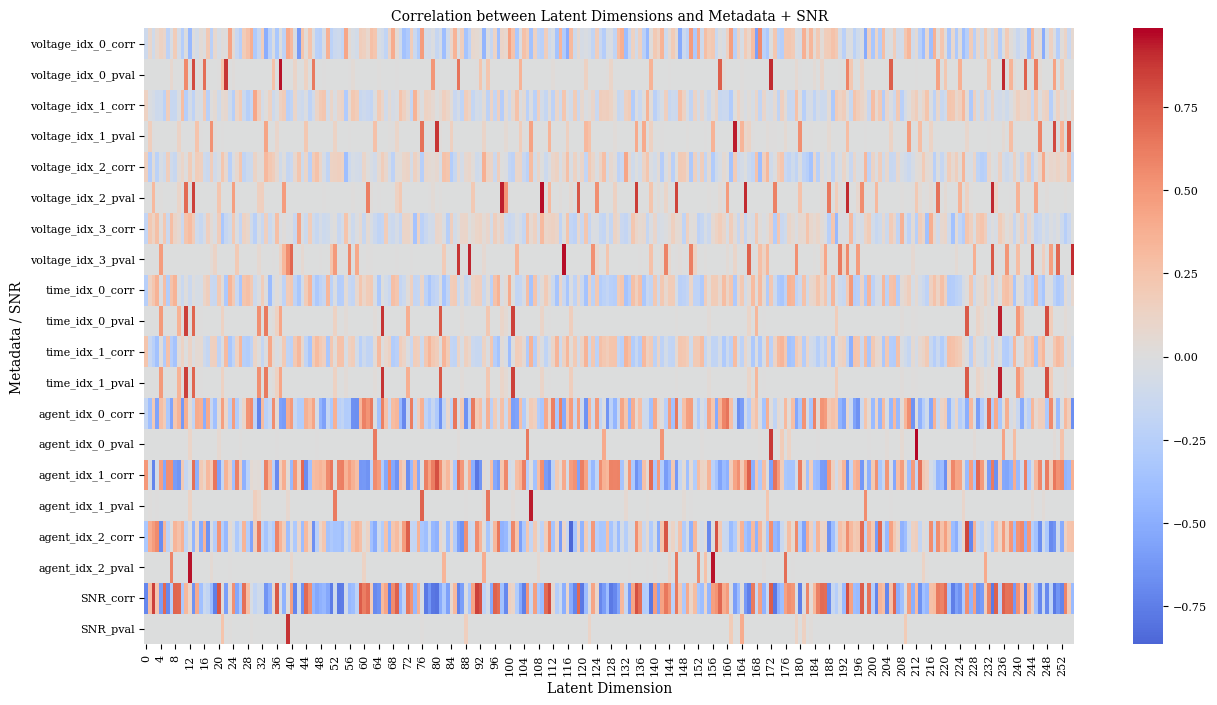 Correlation between Latent Dimensions and Metadata + SNR
Metadata / SNR
voltage_idx_0_corr
voltage_idx_0_pval
voltage_idx_1_corr
voltage_idx_1_pval
voltage_idx_2_corr
voltage_idx_2_pval
voltage_idx_3_corr
voltage_idx_3_pval
time_idx_0_corr
time_idx_0_pval
time_idx_1_corr
time_idx_1_pval
agent_idx_0_corr
agent_idx_0_pval
agent_idx_1_corr
agent_idx_1_pval
agent_idx_2_corr
agent_idx_2_pval
SNR_corr
SNR_pval
0 4 8 12 16 20 24 28 32 36 40 44 48 52 56 60 64 68 72 76 80 84 88 92 96 100 104 108 112 116 120 124 128 132 136 140 144 148 152 156 160 164 168 172 176 180 184 188 192 196 200 204 208 212 216 220 224 228 232 236 240 244 248 252
Latent Dimension
0.75
0.50
0.25
0.00
−0.25
−0.50
−0.75